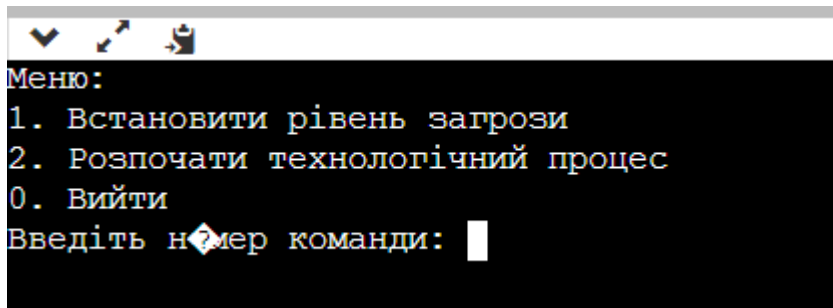 Меню:
1. Встановити рівень загрози
2. Розпочати технологічний процес
0. Вийти
Введіть н�мер команди: